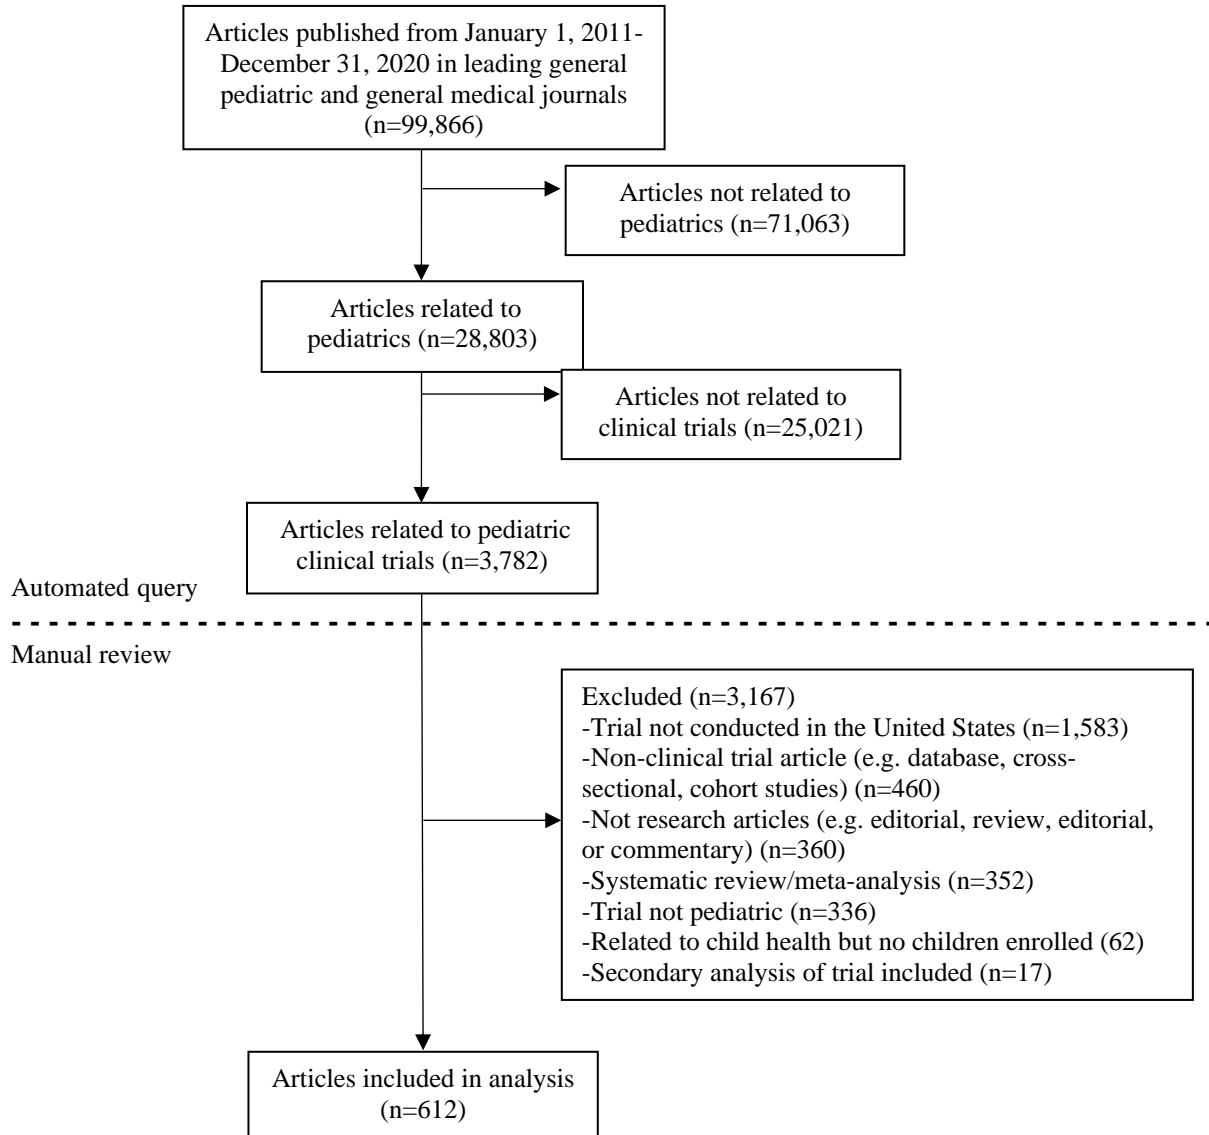 Articles published from January 1, 2011-
December 31, 2020 in leading general
pediatric and general medical journals
(n=99,866)
Articles not related to
pediatrics (n=71,063)
Articles related to
pediatrics (n=28,803)
Articles not related to
clinical trials (n=25,021)
Articles related to pediatric
clinical trials (n=3,782)
Automated query
Manual review
Excluded (n=3,167)
-Trial not conducted in the United States (n=1,583)
-Non-clinical trial article (e.g. database, cross-
sectional, cohort studies) (n=460)
-Not research articles (e.g. editorial, review, editorial,
or commentary) (n=360)
-Systematic review/meta-analysis (n=352)
-Trial not pediatric (n=336)
-Related to child health but no children enrolled (62)
-Secondary analysis of trial included (n=17)
Articles included in analysis
(n=612)